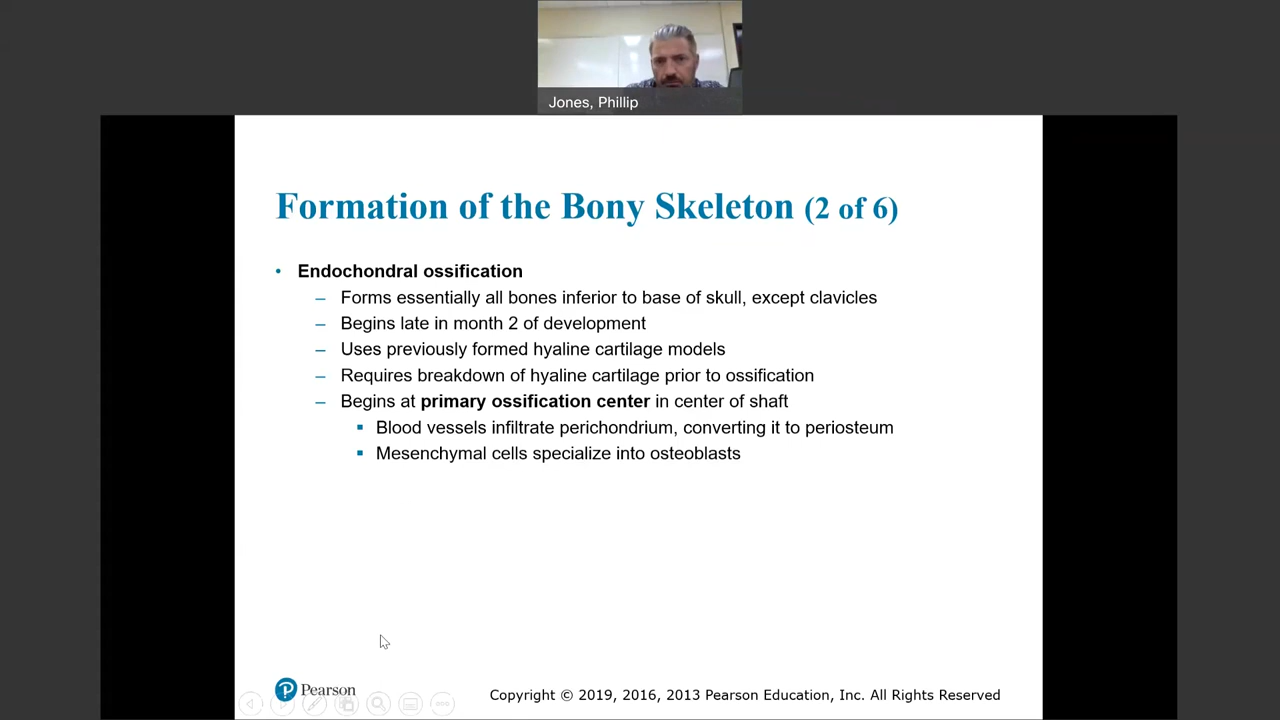 Jones, Phillip
Formation of the Bony Skeleton (2 of 6)
• Endochondral ossification
– Forms essentially all bones inferior to base of skull, except clavicles
– Begins late in month 2 of development
– Uses previously formed hyaline cartilage models
– Requires breakdown of hyaline cartilage prior to ossification
– Begins at primary ossification center in center of shaft
▪ Blood vessels infiltrate perichondrium, converting it to periosteum
▪ Mesenchymal cells specialize into osteoblasts
P Pearson
Copyright © 2019, 2016, 2013 Pearson Education, Inc. All Rights Reserved